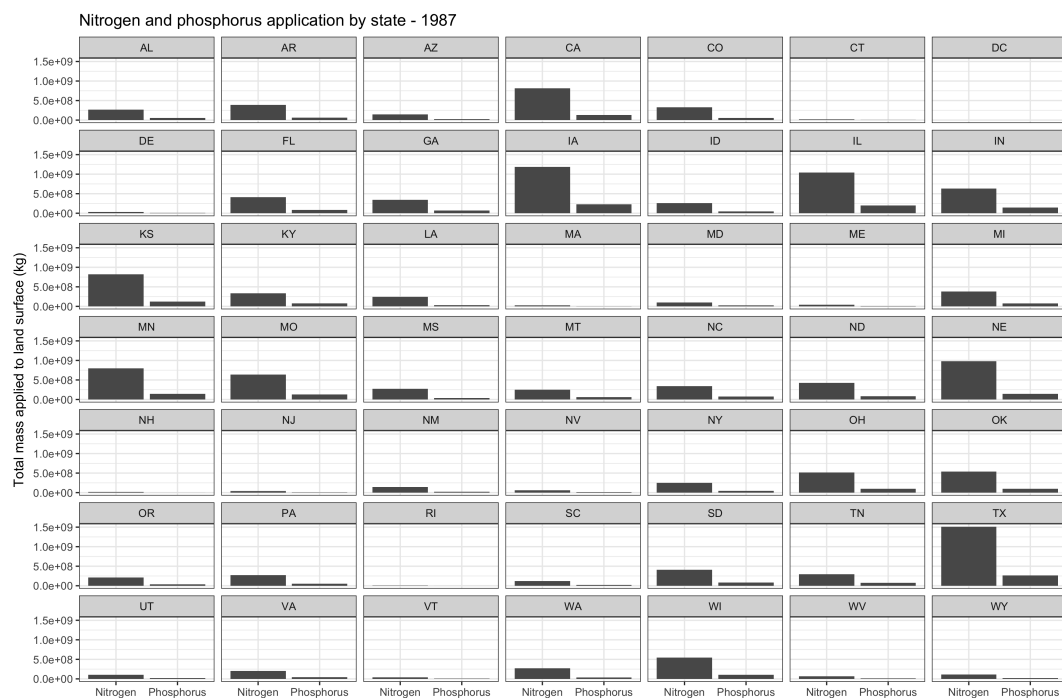 Nitrogen and phosphorus application by state - 1987
Total mass applied to land surface (kg)
AL AR AZ CA CO CT DC
1.5e+09
1.0e+09
5.0e+08
0.0e+00
DE FL GA IA ID IL IN
1.5e+09
1.0e+09
5.0e+08
0.0e+00
KS KY LA MA MD ME MI
1.5e+09
1.0e+09
5.0e+08
0.0e+00
MN MO MS MT NC ND NE
1.5e+09
1.0e+09
5.0e+08
0.0e+00
NH NJ NM NV NY OH OK
1.5e+09
1.0e+09
5.0e+08
0.0e+00
OR PA RI SC SD TN TX
1.5e+09
1.0e+09
5.0e+08
0.0e+00
UT VA VT WA WI WV WY
1.5e+09
1.0e+09
5.0e+08
0.0e+00
Nitrogen Phosphorus Nitrogen Phosphorus Nitrogen Phosphorus Nitrogen Phosphorus Nitrogen Phosphorus Nitrogen Phosphorus Nitrogen Phosphorus